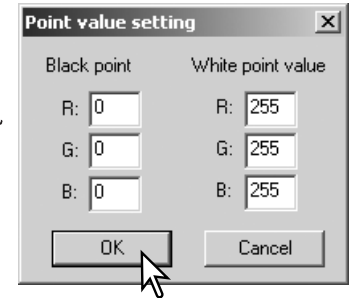 Point value setting
Black point White point value
R: 0 R: 255
G: 0 G: 255
B: 0 B: 255
OK Cancel